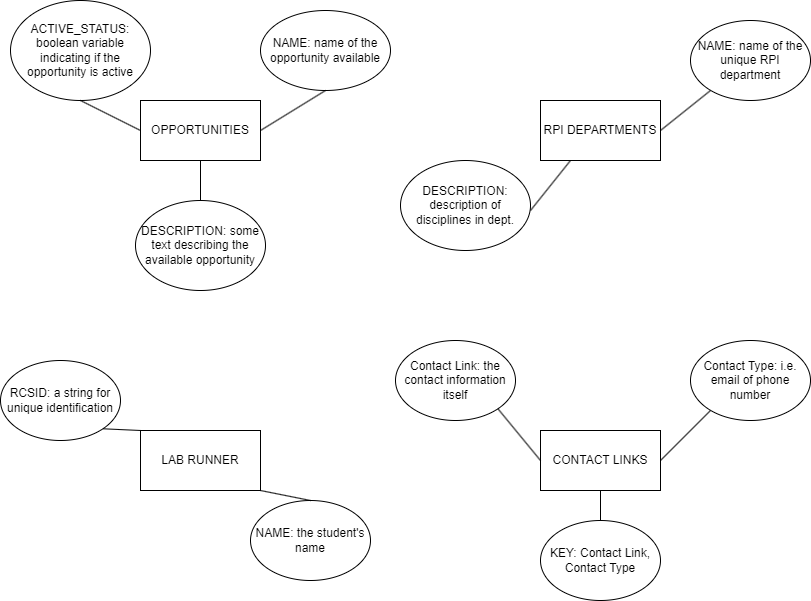 ACTIVE_STATUS:
boolean variable
indicating if the
opportunity is active
NAME: name of the
opportunity available
OPPORTUNITIES
DESCRIPTION: some
text describing the
available opportunity
NAME: name of the
unique RPI
department
RPI DEPARTMENTS
DESCRIPTION:
description of
disciplines in dept.
RCSID: a string for
unique identification
LAB RUNNER
NAME: the student's
name
Contact Link: the
contact information
itself
Contact Type: i.e.
email of phone
number
CONTACT LINKS
KEY: Contact Link,
Contact Type